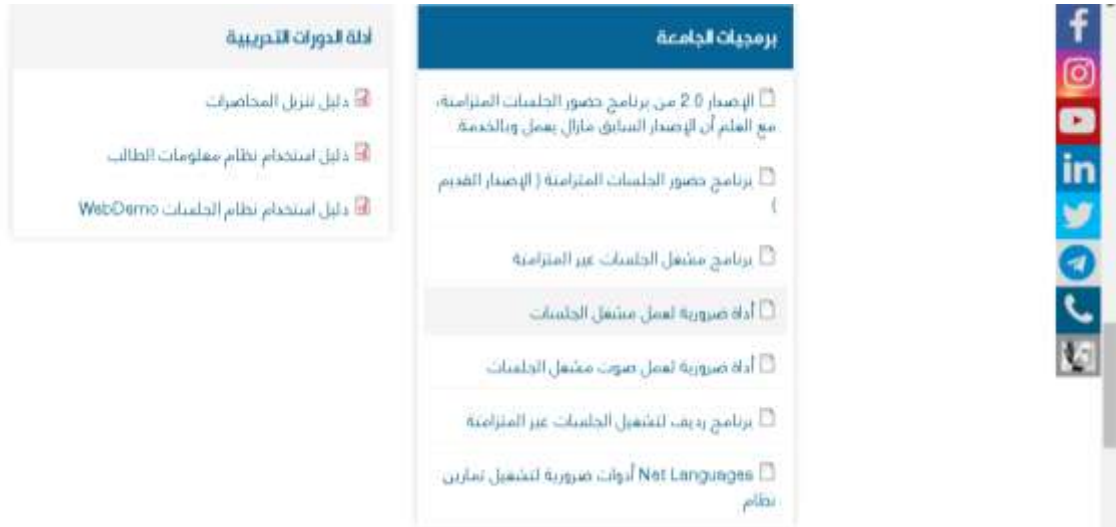 برمجيات الجامعة
الإصدار 2.0 من برنامج حضور الجلسات المتزامنة،
مع العلم أن الإصدار السابق مازال يعمل وبالخدمة.
برنامج حضور الجلسات المتزامنة ( الإصدار القديم
)
برنامج مشغل الجلسات غير المتزامنة
أداة ضرورية لعمل مشغل الجلسات
أداة ضرورية لعمل صوت مشغل الجلسات
برنامج رديف لتشغيل الجلسات غير المتزامنة
Net Languages أدوات ضرورية لتشغيل تمارين
نظام
أدلة الدورات التدريبية
دليل تنزيل المحاضرات
دليل استخدام نظام معلومات الطالب
دليل استخدام نظام الجلسات WebDemo